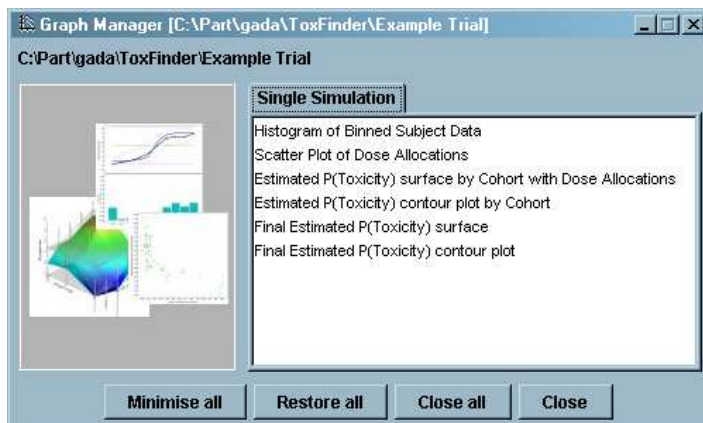 Graph Manager [C:\Part\gada\ToxFinder\Example Trial]
C:\Part\gada\ToxFinder\Example Trial
Single Simulation
Histogram of Binned Subject Data
Scatter Plot of Dose Allocations
Estimated P(Toxicity) surface by Cohort with Dose Allocations
Estimated P(Toxicity) contour plot by Cohort
Final Estimated P(Toxicity) surface
Final Estimated P(Toxicity) contour plot
Minimise all
Restore all
Close all
Close